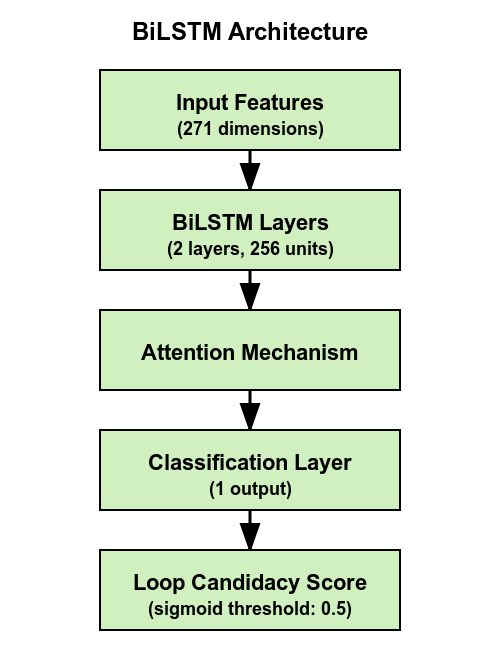 BiLSTM Architecture
Input Features
(271 dimensions)
BiLSTM Layers
(2 layers, 256 units)
Attention Mechanism
Classification Layer
(1 output)
Loop Candidacy Score
(sigmoid threshold: 0.5)